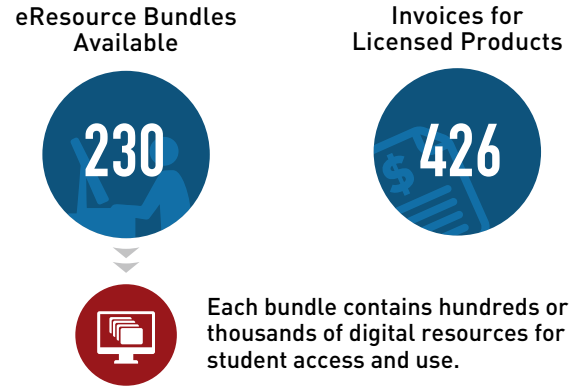 eResource Bundles
Available
230
Invoices for
Licensed Products
$
426
Each bundle contains hundreds or
thousands of digital resources for
student access and use.